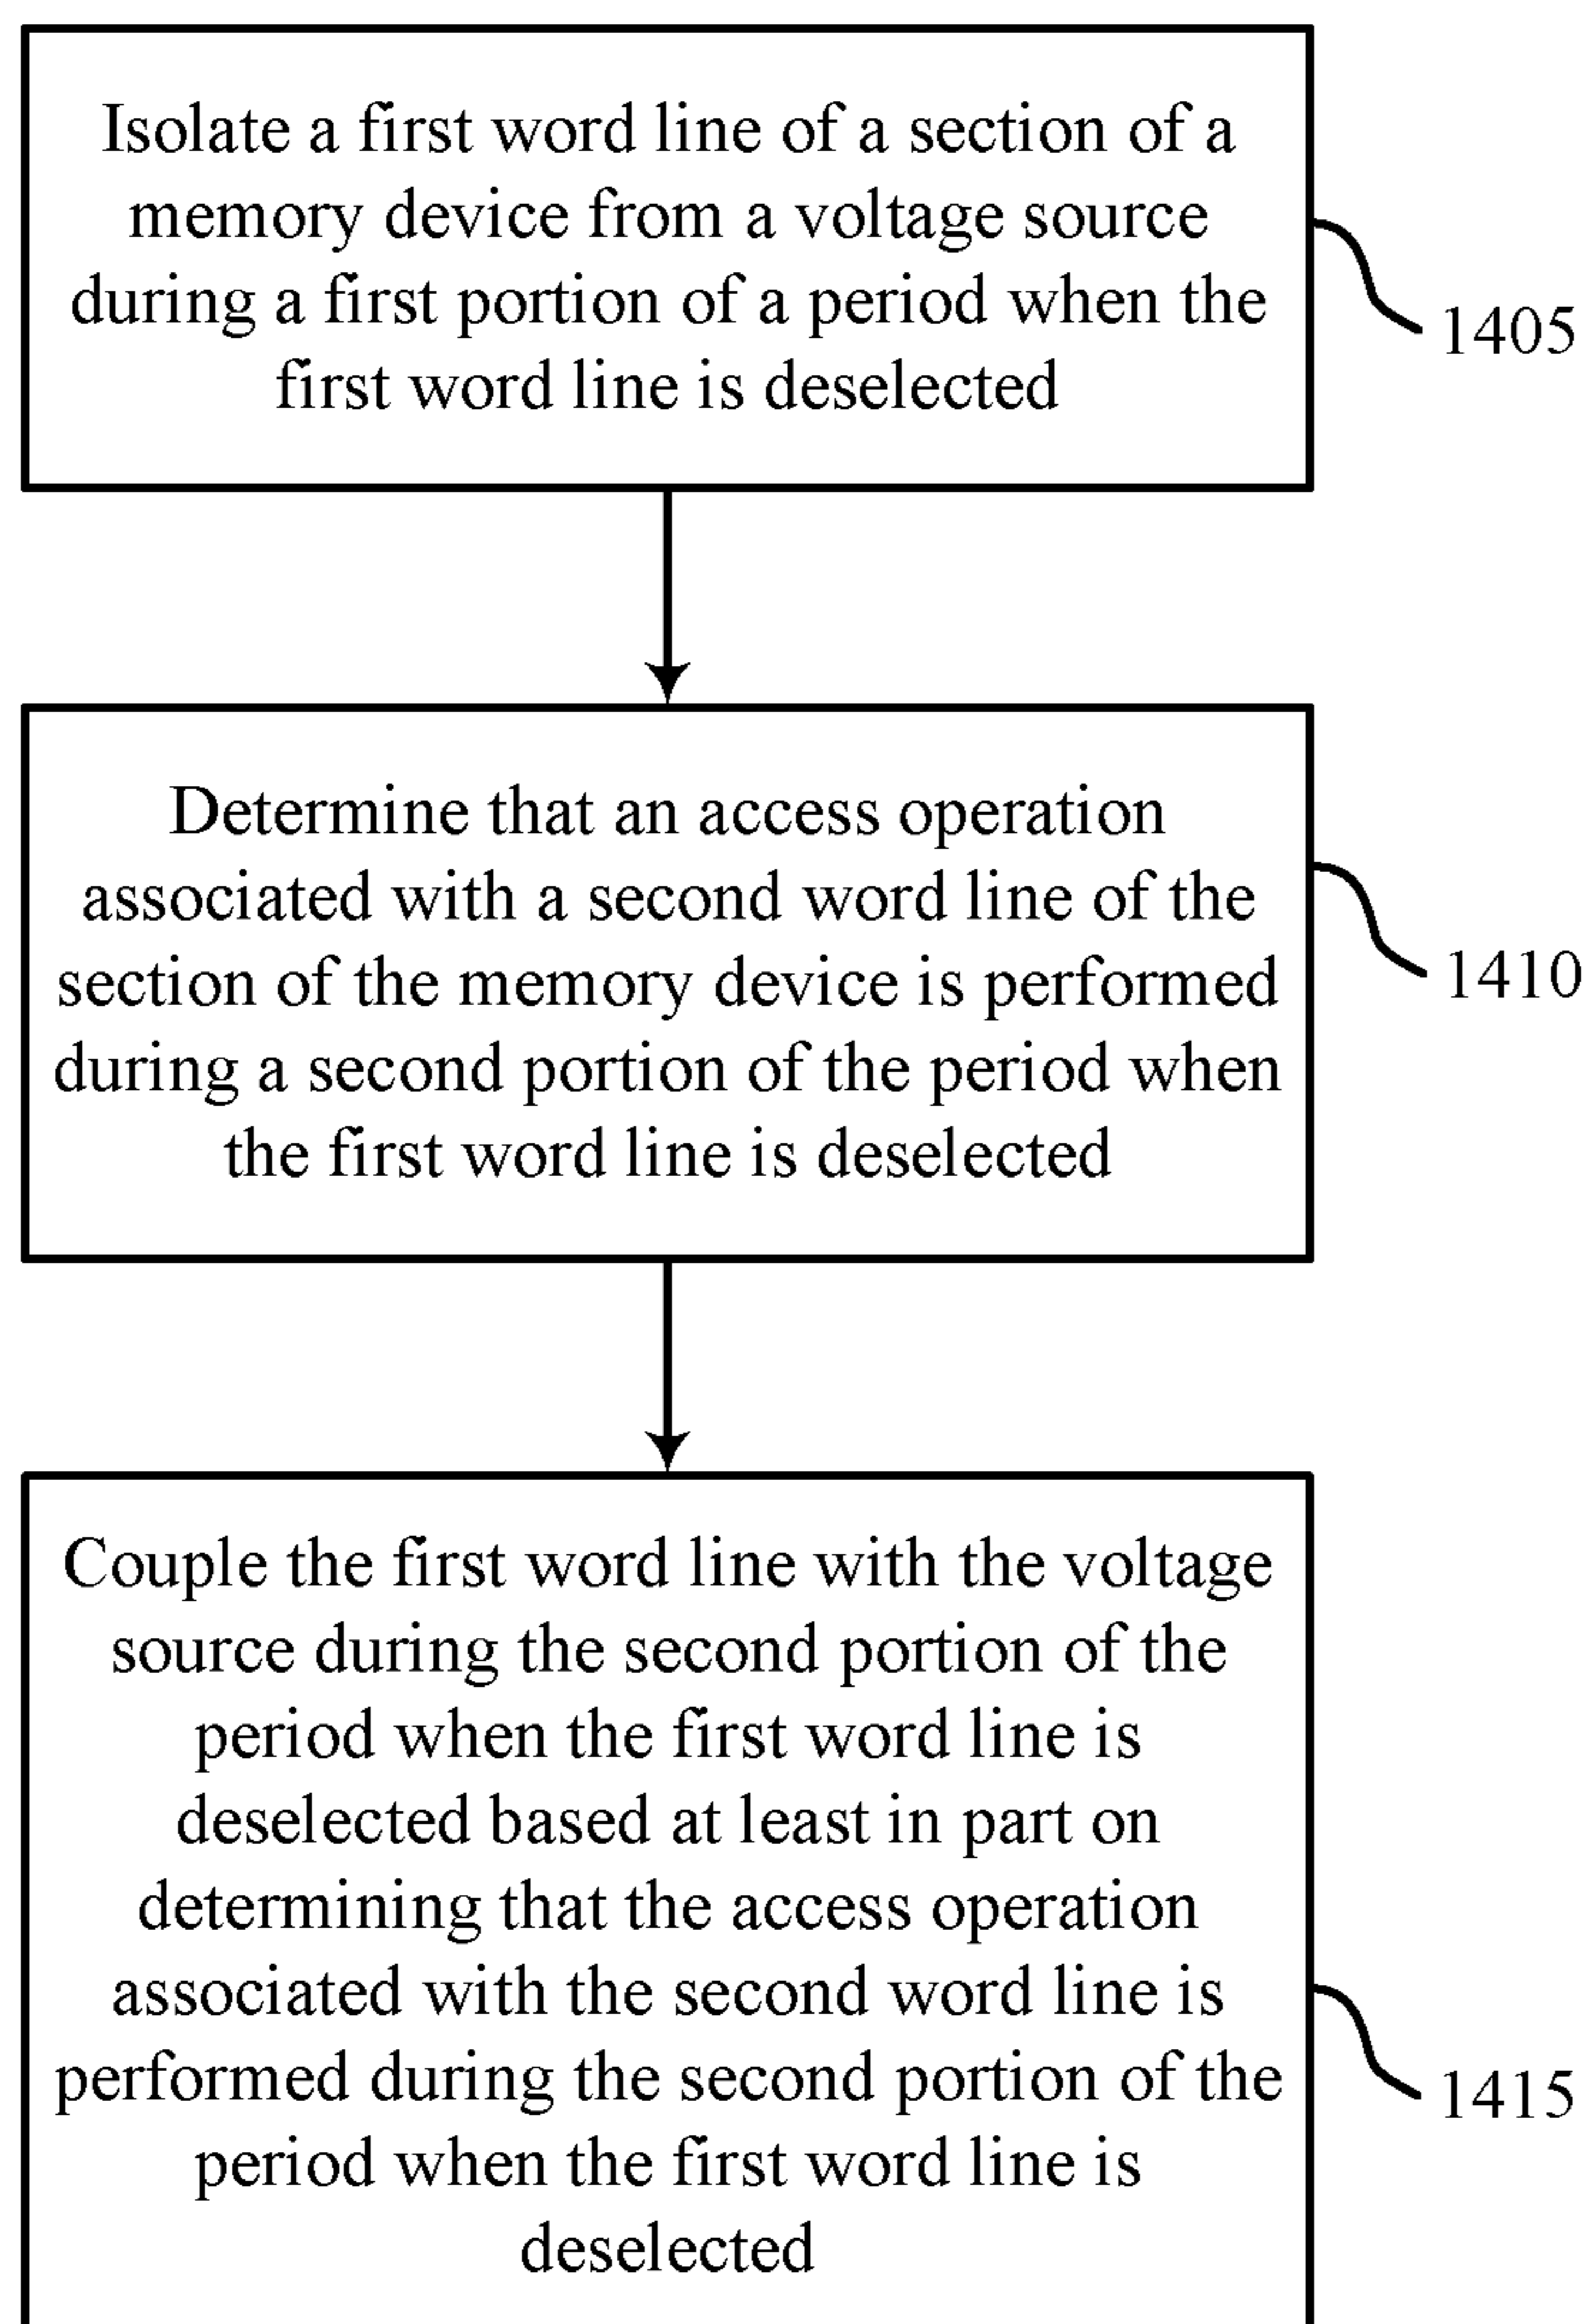 Isolate a first word line of a section of a
memory device from a voltage source
during a first portion of a period when the
first word line is deselected
1405
Determine that an access operation
associated with a second word line of the
section of the memory device is performed
during a second portion of the period when
the first word line is deselected
1410
Couple the first word line with the voltage
source during the second portion of the
period when the first word line is
deselected based at least in part on
determining that the access operation
associated with the second word line is
performed during the second portion of the
period when the first word line is
deselected
1415